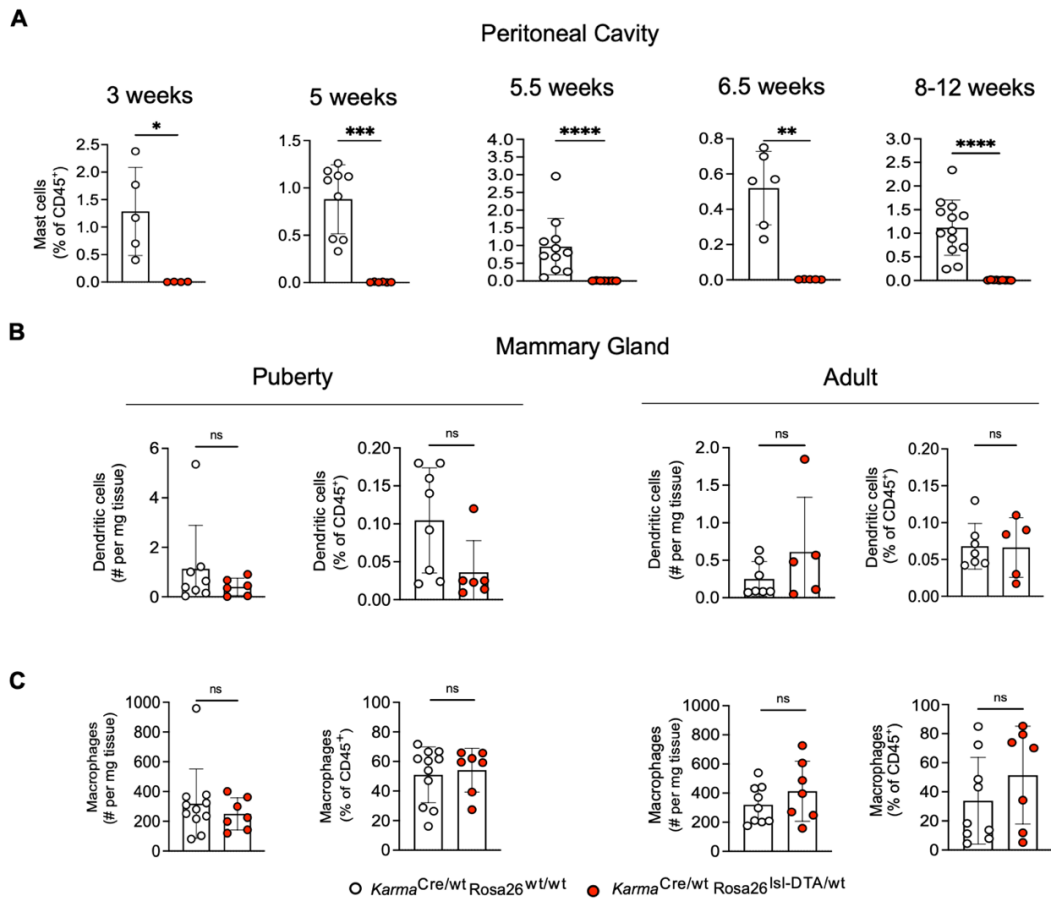 A
Peritoneal Cavity
3 weeks
5 weeks
5.5 weeks
6.5 weeks
8-12 weeks
Mast cells
(% of CD45⁺)
2.5
2.0
1.5
1.0
0.5
0.0
*
1.5
1.0
0.5
0.0
***
4.0
3.5
3.0
2.5
2.0
1.5
1.0
0.5
0.0
****
0.8
0.6
0.4
0.2
0.0
**
3.0
2.5
2.0
1.5
1.0
0.5
0.0
****
B
Mammary Gland
Puberty
Adult
Dendritic cells
(# per mg tissue)
6
4
2
0
ns
Dendritic cells
(% of CD45⁺)
0.20
0.15
0.10
0.05
0.00
ns
Dendritic cells
(# per mg tissue)
2.0
1.5
1.0
0.5
0.0
ns
Dendritic cells
(% of CD45⁺)
0.20
0.15
0.10
0.05
0.00
ns
C
Macrophages
(# per mg tissue)
1000
800
600
400
200
0
ns
Macrophages
(% of CD45⁺)
100
80
60
40
20
0
ns
Macrophages
(# per mg tissue)
1000
800
600
400
200
0
ns
Macrophages
(% of CD45⁺)
100
80
60
40
20
0
ns
Karma^Cre/wt Rosa26^wt/wt
Karma^Cre/wt Rosa26^lsl-DTA/wt